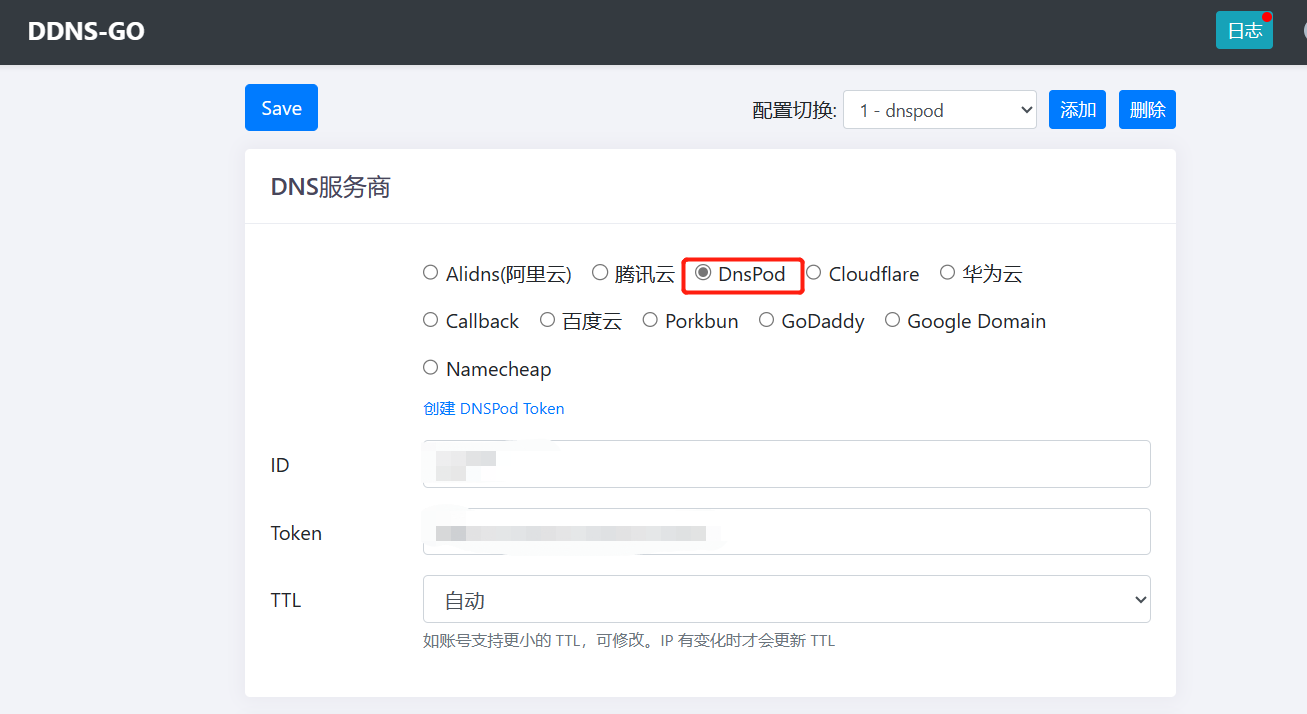 DDNS-GO 日志
Save 配置切换: 1 - dnspod 添加 删除
DNS服务商
Alidns(阿里云) 腾讯云 DnsPod Cloudflare 华为云
Callback 百度云 Porkbun GoDaddy Google Domain
Namecheap
创建 DNSPod Token
ID
Token
TTL 自动
如账号支持更小的 TTL，可修改。IP 有变化时才会更新 TTL